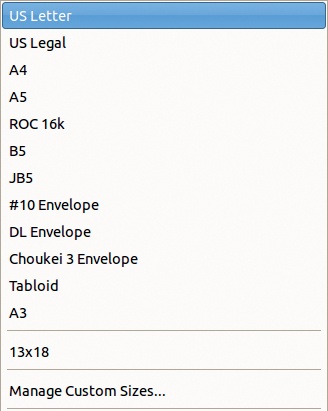 US Letter
US Legal
A4
A5
ROC 16k
B5
JB5
#10 Envelope
DL Envelope
Choukei 3 Envelope
Tabloid
A3
13x18
Manage Custom Sizes...